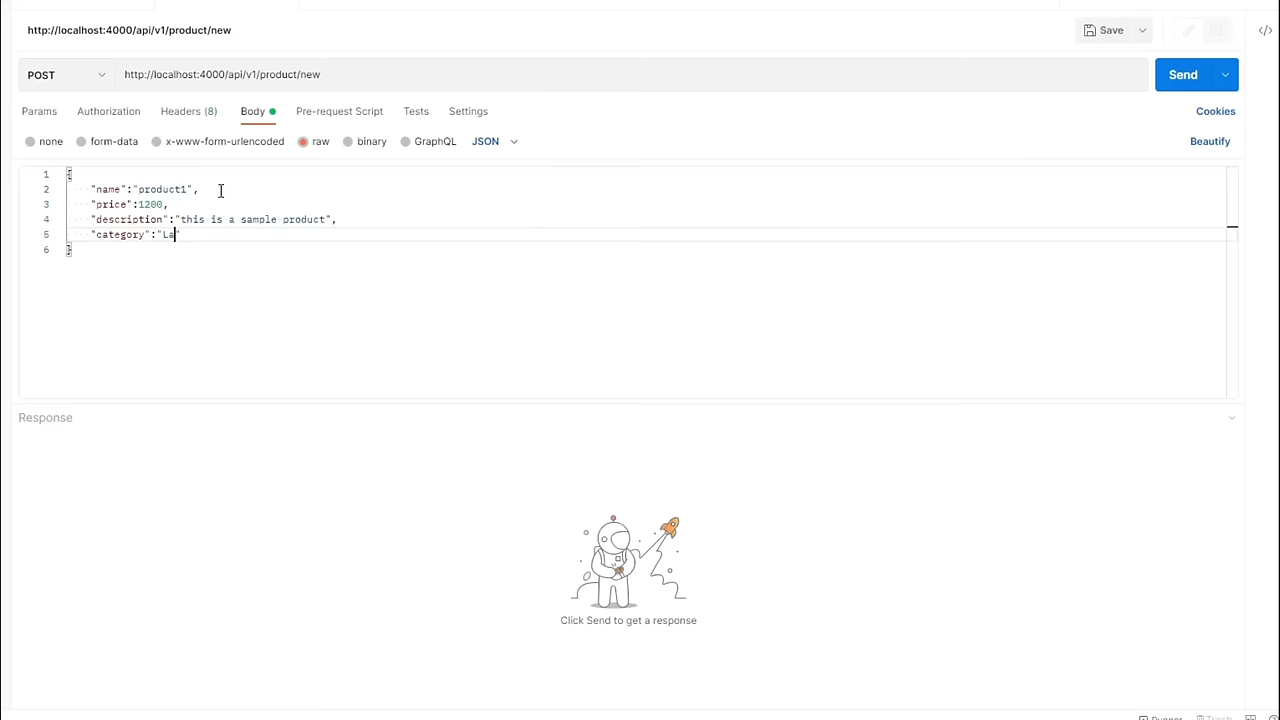 http://localhost:4000/api/v1/product/new
Save
POST http://localhost:4000/api/v1/product/new Send
Params Authorization Headers (8) Body Pre-request Script Tests Settings Cookies
none form-data x-www-form-urlencoded raw binary GraphQL JSON Beautify
1 {
2 "name":"product1",
3 "price":1200,
4 "description":"this is a sample product",
5 "category":"La"
6 }
Response
Click Send to get a response
Runner Trash